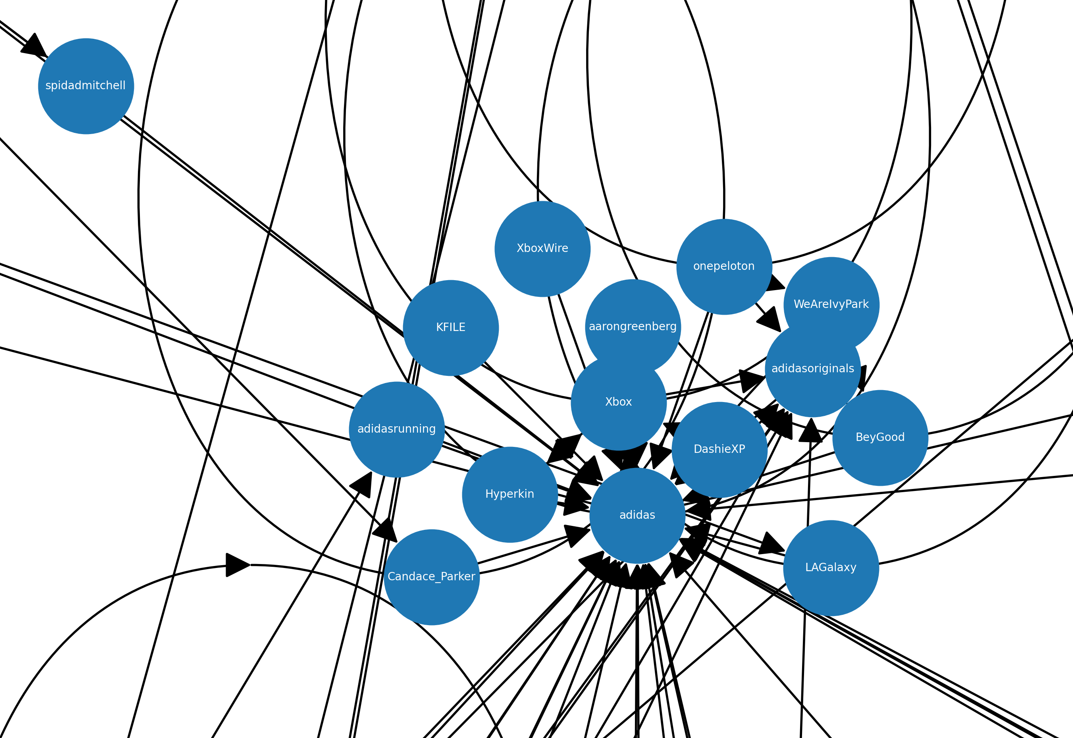 spidadmitchell
XboxWire
onepeloton
WeAreIvyPark
KFILE
aarongreenberg
adidasoriginals
Xbox
adidasrunning
DashieXP
BeyGood
Hyperkin
adidas
LAGalaxy
Candace_Parker